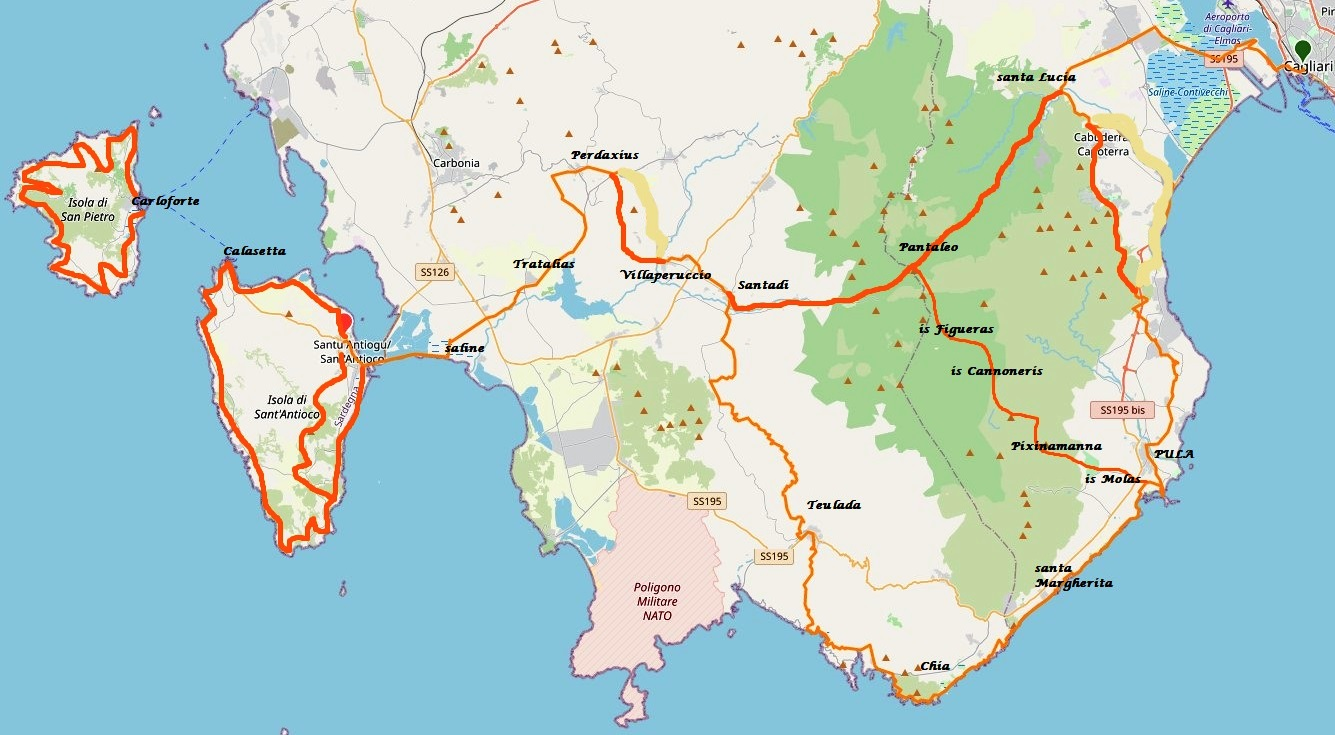 Pir
Aeroporto
di Cagliari-
Elmas
SS195
Cagliari
santa Lucia
Saline-Contivecchi
Perdaxius
Carbonia
Capoterra
Isola di
San Pietro
Carloforte
Calasetta
Pantaleo
SS126
Tratalias
Villaperuccio
Santadi
is Figueras
Santu Antiogu/
Sant'Antioco
saline
is Cannoneris
Isola di
Sant'Antioco
Sardegna
SS195 bis
Pixinamanna
PULA
is Molas
SS195
Teulada
SS195
santa
Margherita
Poligono
Militare
NATO
Chia